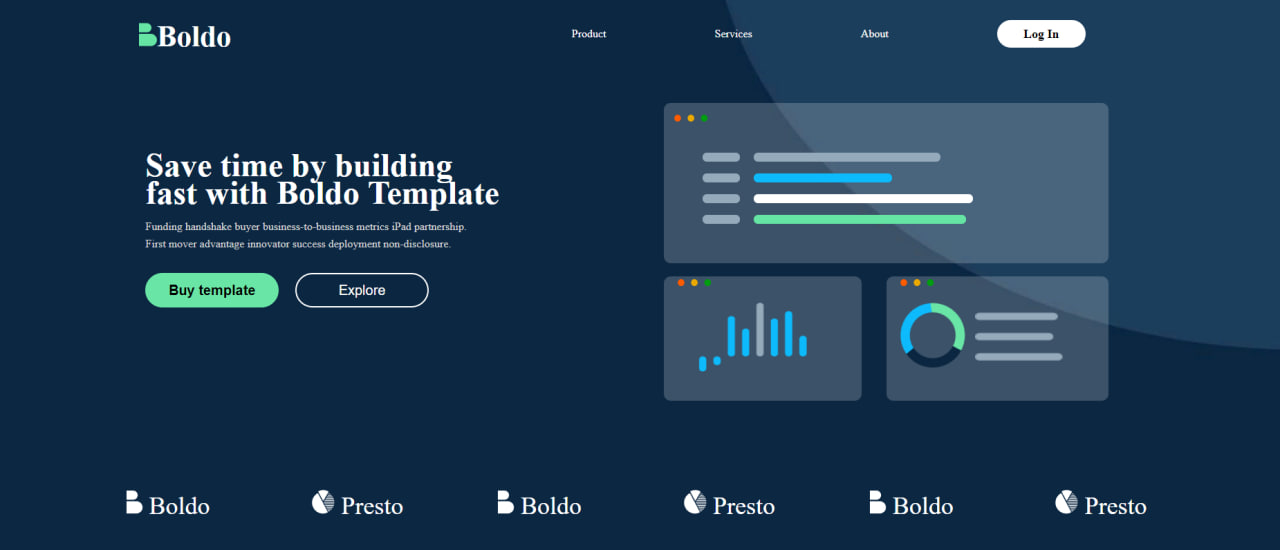 Boldo
Product
Services
About
Log In
Save time by building
fast with Boldo Template
Funding handshake buyer business-to-business metrics iPad partnership.
First mover advantage innovator success deployment non-disclosure.
Buy template
Explore
Boldo
Presto
Boldo
Presto
Boldo
Presto